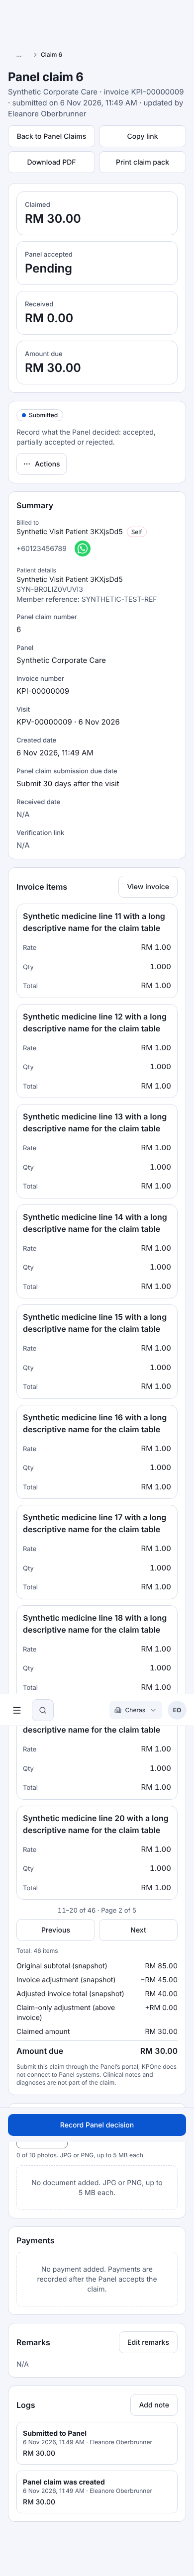 ...
Claim 6
Panel claim 6
Synthetic Corporate Care · invoice KPI-00000009
· submitted on 6 Nov 2026, 11:49 AM · updated by
Eleanore Oberbrunner
Back to Panel Claims
Copy link
Download PDF
Print claim pack
Claimed
RM 30.00
Panel accepted
Pending
Received
RM 0.00
Amount due
RM 30.00
Submitted
Record what the Panel decided: accepted,
partially accepted or rejected.
Actions
Summary
Billed to
Synthetic Visit Patient 3KXjsDd5 Self
+60123456789
Patient details
Synthetic Visit Patient 3KXjsDd5
SYN-BR0LIZ0VUVI3
Member reference: SYNTHETIC-TEST-REF
Panel claim number
6
Panel
Synthetic Corporate Care
Invoice number
KPI-00000009
Visit
KPV-00000009 · 6 Nov 2026
Created date
6 Nov 2026, 11:49 AM
Panel claim submission due date
Submit 30 days after the visit
Received date
N/A
Verification link
N/A
Invoice items
View invoice
Synthetic medicine line 11 with a long
descriptive name for the claim table
Rate RM 1.00
Qty 1.000
Total RM 1.00
Synthetic medicine line 12 with a long
descriptive name for the claim table
Rate RM 1.00
Qty 1.000
Total RM 1.00
Synthetic medicine line 13 with a long
descriptive name for the claim table
Rate RM 1.00
Qty 1.000
Total RM 1.00
Synthetic medicine line 14 with a long
descriptive name for the claim table
Rate RM 1.00
Qty 1.000
Total RM 1.00
Synthetic medicine line 15 with a long
descriptive name for the claim table
Rate RM 1.00
Qty 1.000
Total RM 1.00
Synthetic medicine line 16 with a long
descriptive name for the claim table
Rate RM 1.00
Qty 1.000
Total RM 1.00
Synthetic medicine line 17 with a long
descriptive name for the claim table
Rate RM 1.00
Qty 1.000
Total RM 1.00
Synthetic medicine line 18 with a long
descriptive name for the claim table
Rate RM 1.00
Qty 1.000
Total RM 1.00
Cheras
EO
descriptive name for the claim table
Rate RM 1.00
Qty 1.000
Total RM 1.00
Synthetic medicine line 20 with a long
descriptive name for the claim table
Rate RM 1.00
Qty 1.000
Total RM 1.00
11–20 of 46 · Page 2 of 5
Previous
Next
Total: 46 items
Original subtotal (snapshot) RM 85.00
Invoice adjustment (snapshot) −RM 45.00
Adjusted invoice total (snapshot) RM 40.00
Claim-only adjustment (above +RM 0.00
invoice)
Claimed amount RM 30.00
Amount due RM 30.00
Submit this claim through the Panel's portal; KPOne does
not connect to Panel systems. Clinical notes and
diagnoses are not part of the claim.
Record Panel decision
0 of 10 photos. JPG or PNG, up to 5 MB each.
No document added. JPG or PNG, up to
5 MB each.
Payments
No payment added. Payments are
recorded after the Panel accepts the
claim.
Remarks
Edit remarks
N/A
Logs
Add note
Submitted to Panel
6 Nov 2026, 11:49 AM · Eleanore Oberbrunner
RM 30.00
Panel claim was created
6 Nov 2026, 11:49 AM · Eleanore Oberbrunner
RM 30.00